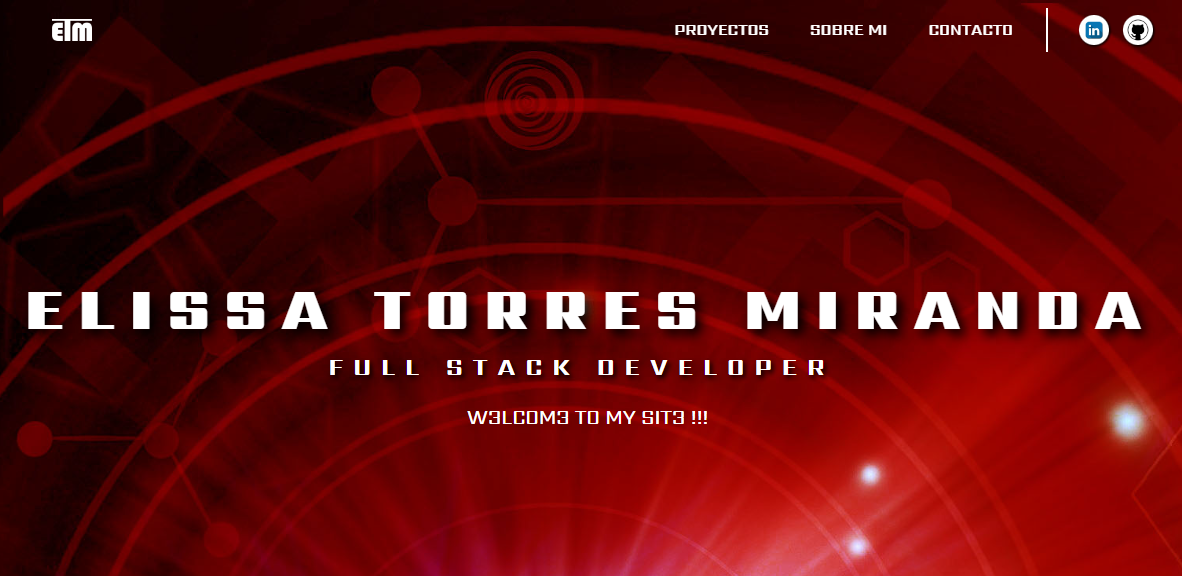 ETM
PROYECTOS
SOBRE MI
CONTACTO
in
ELISSA TORRES MIRANDA
FULL STACK DEVELOPER
W3LCOM3 TO MY SIT3 !!!